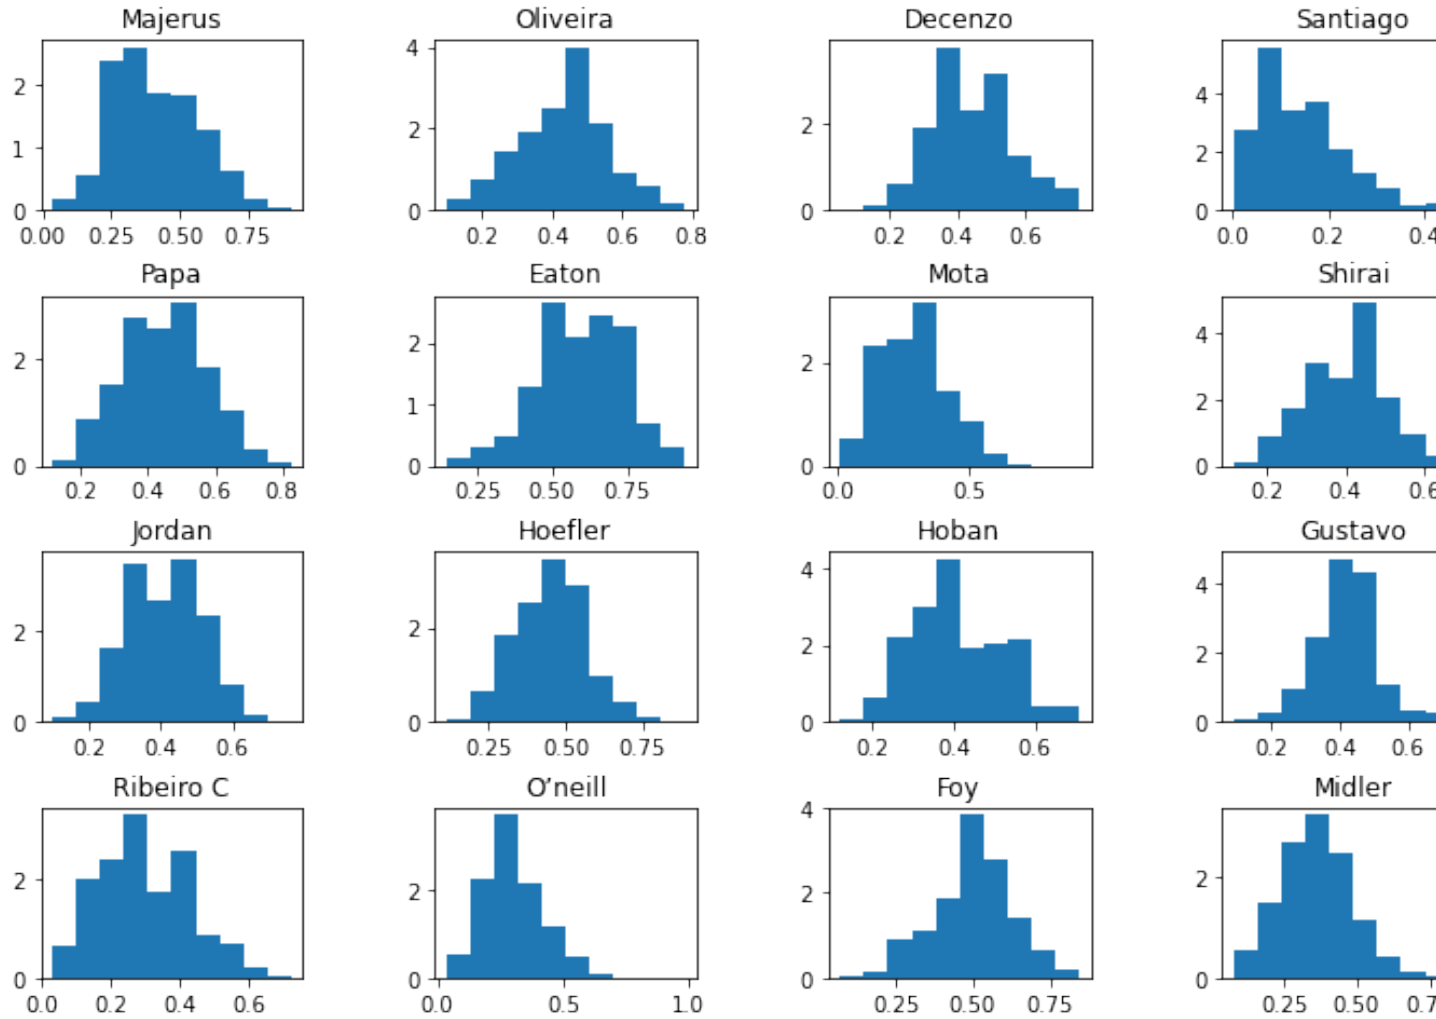 Majerus Oliveira Decenzo Santiago
2 4 4
1 2 2 2
0 0 0 0
0.00 0.25 0.50 0.75 0.2 0.4 0.6 0.8 0.2 0.4 0.6 0.0 0.2 0.4
Papa Eaton Mota Shirai
2 2 2 4
1 2
0 0 0 0
0.2 0.4 0.6 0.8 0.25 0.50 0.75 0.0 0.5 0.2 0.4 0.6
Jordan Hoefler Hoban Gustavo
2 2 4 4
2 2
0 0 0 0
0.2 0.4 0.6 0.25 0.50 0.75 0.2 0.4 0.6 0.2 0.4 0.6
Ribeiro C O’neill Foy Midler
4
2 2 2 2
0 0 0 0
0.0 0.2 0.4 0.6 0.0 0.5 1.0 0.25 0.50 0.75 0.25 0.50